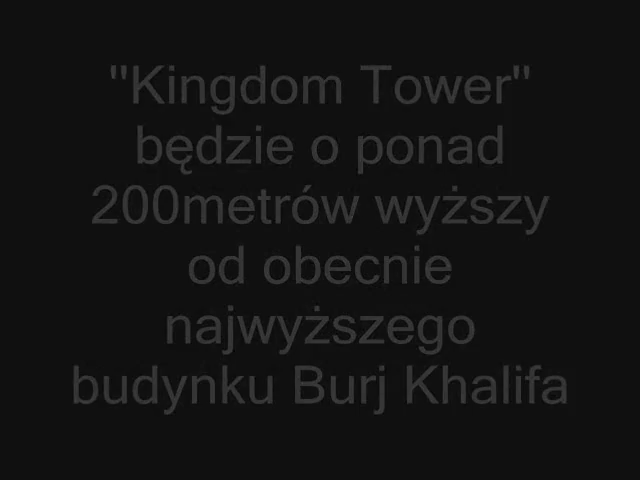 "Kingdom Tower"
będzie o ponad
200metrów wyższy
od obecnie
najwyższego
budynku Burj Khalifa